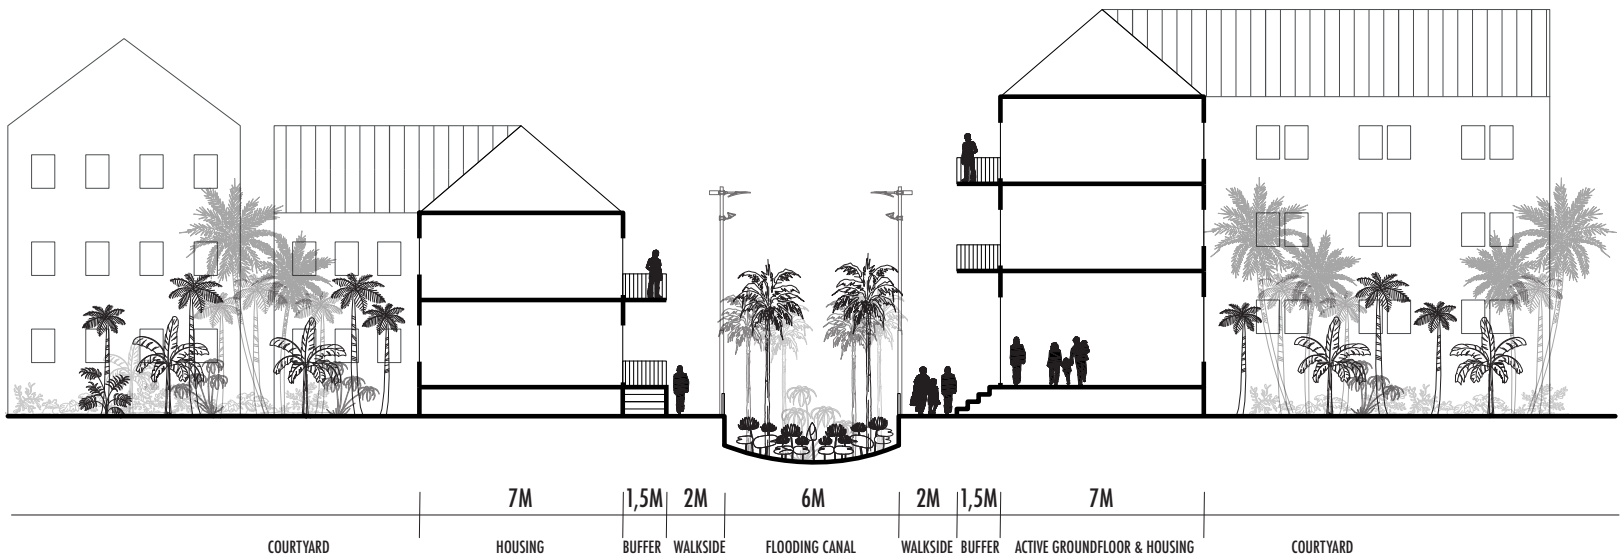 7M 1,5M 2M 6M 2M 1,5M 7M
COURTYARD HOUSING BUFFER WALKSIDE FLOODING CANAL WALKSIDE BUFFER ACTIVE GROUNDFLOOR & HOUSING COURTYARD